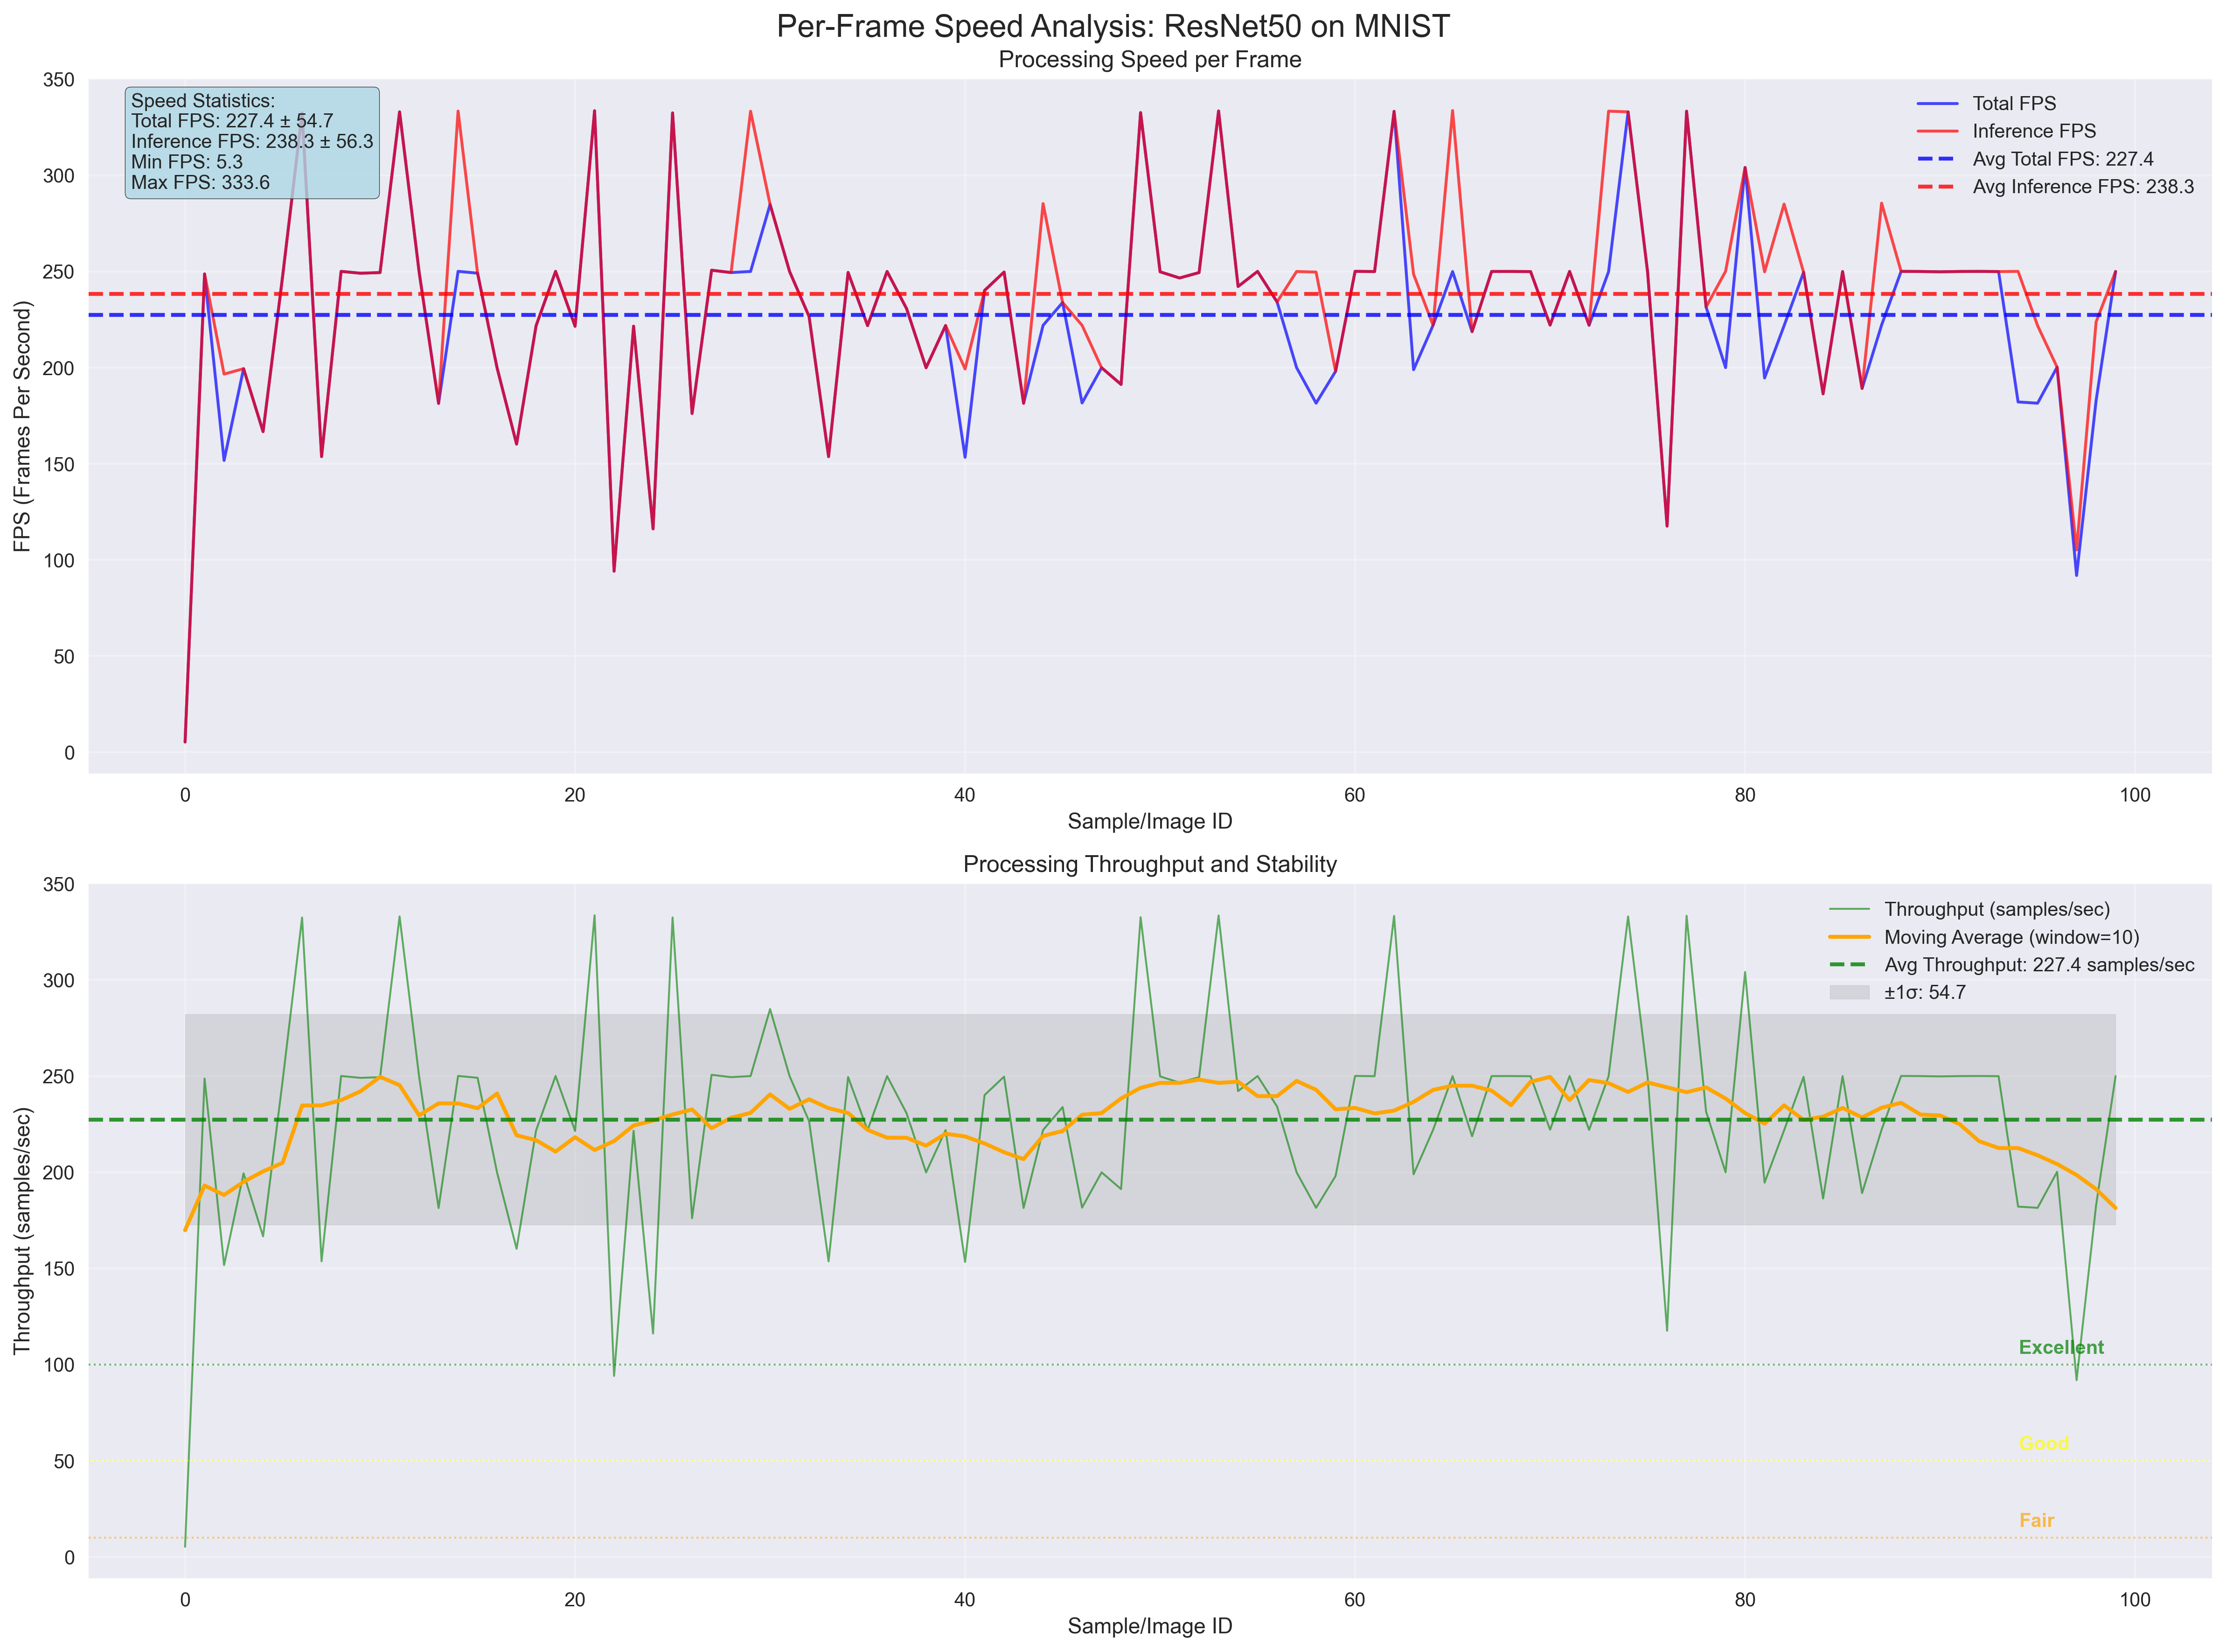 Per-Frame Speed Analysis: ResNet50 on MNIST
Processing Speed per Frame
FPS (Frames Per Second)
350
300
250
200
150
100
50
0
Speed Statistics:
Total FPS: 227.4 ± 54.7
Inference FPS: 238.3 ± 56.3
Min FPS: 5.3
Max FPS: 333.6
Total FPS
Inference FPS
Avg Total FPS: 227.4
Avg Inference FPS: 238.3
0 20 40 60 80 100
Sample/Image ID
Processing Throughput and Stability
Throughput (samples/sec)
350
300
250
200
150
100
50
0
Throughput (samples/sec)
Moving Average (window=10)
Avg Throughput: 227.4 samples/sec
±1σ: 54.7
Excellent
Good
Fair
0 20 40 60 80 100
Sample/Image ID